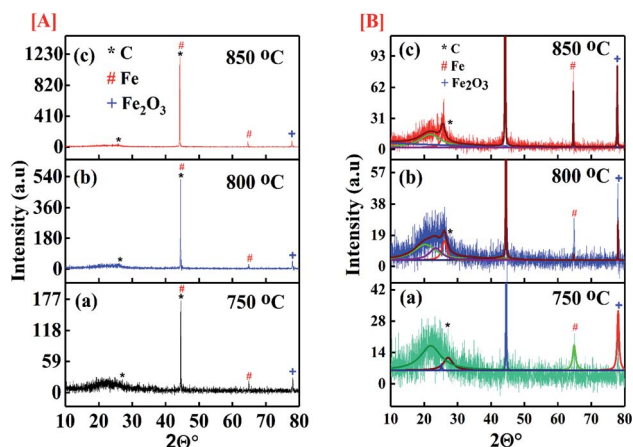 [A]
(c)
850 ºC
* C
# Fe
+ Fe₂O₃
#
*
*
#
+
1230
820
410
0
(b)
800 ºC
#
*
*
#
+
540
360
180
0
(a)
750 ºC
#
*
*
#
+
177
118
59
0
10 20 30 40 50 60 70 80
2Θ°
Intensity (a.u)
[B]
(c)
850 ºC
* C
# Fe
+ Fe₂O₃
*
#
+
93
62
31
0
(b)
800 ºC
*
#
+
57
38
19
0
(a)
750 ºC
*
#
+
42
28
14
0
10 20 30 40 50 60 70 80
2Θ°
Intensity (a.u)